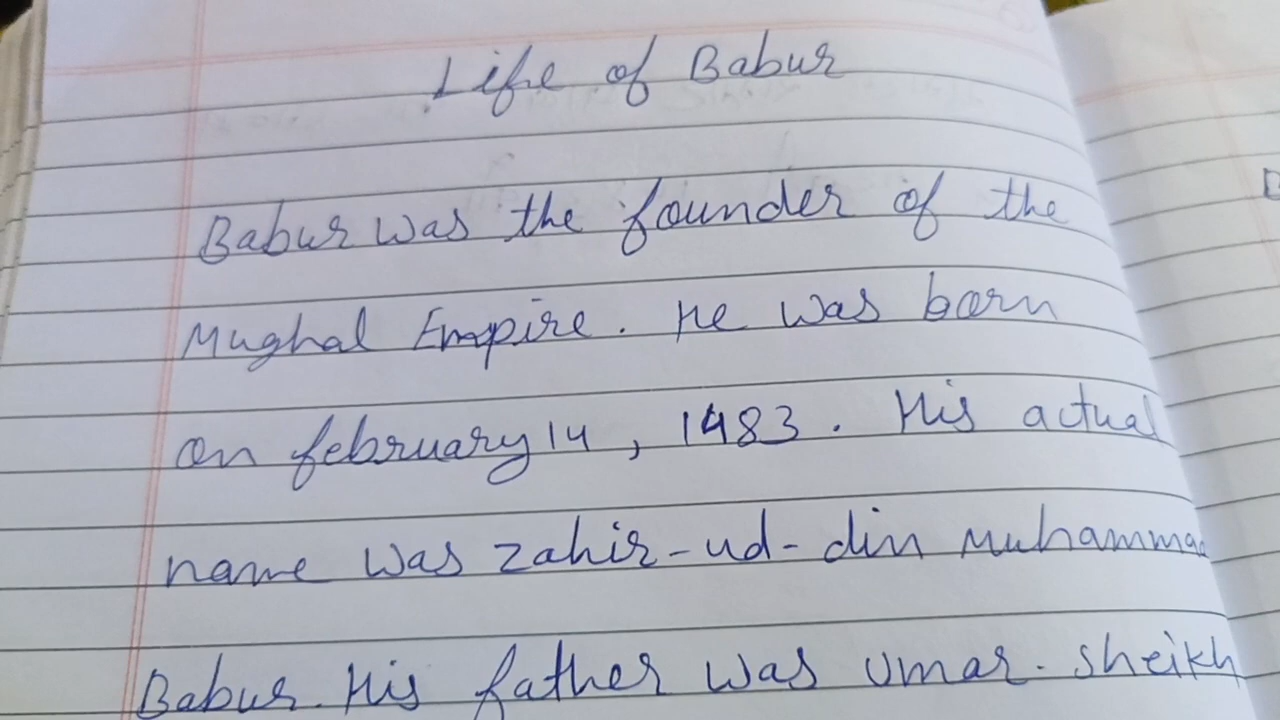 Life of Babur
Babur was the founder of the
Mughal Empire. He was born
on february 14, 1483. His actual
name was zahir-ud-din Muhammad
Babur. His father was Umar. Sheikh